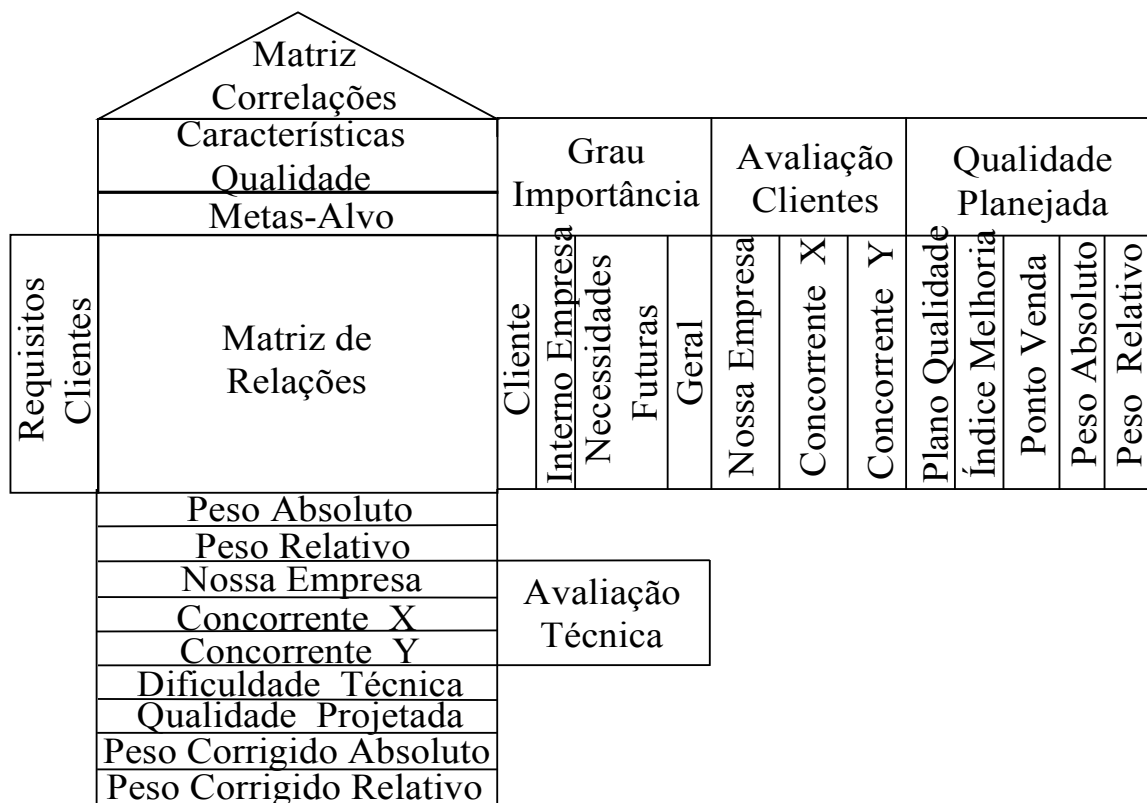 Matriz
Correlações
Características
Qualidade
Metas-Alvo
Grau
Importância
Avaliação
Clientes
Qualidade
Planejada
Requisitos
Clientes
Matriz de
Relações
Cliente
Interno Empresa
Necessidades
Futuras
Geral
Nossa Empresa
Concorrente X
Concorrente Y
Plano Qualidade
Índice Melhoria
Ponto Venda
Peso Absoluto
Peso Relativo
Peso Absoluto
Peso Relativo
Nossa Empresa
Concorrente X
Concorrente Y
Avaliação
Técnica
Dificuldade Técnica
Qualidade Projetada
Peso Corrigido Absoluto
Peso Corrigido Relativo